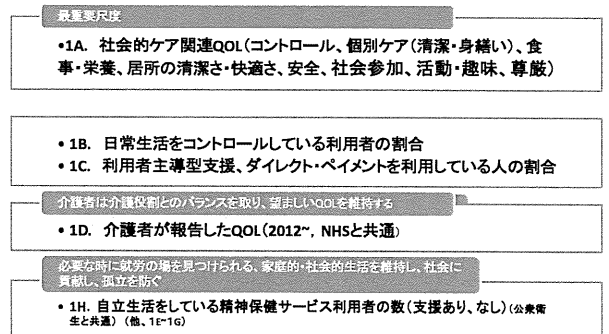 最重要尺度
•1A. 社会的ケア関連QOL(コントロール、個別ケア(清潔・身繕い)、食
事・栄養、居所の清潔さ・快適さ、安全、社会参加、活動・趣味、尊厳)
• 1B. 日常生活をコントロールしている利用者の割合
• 1C. 利用者主導型支援、ダイレクト・ペイメントを利用している人の割合
介護者は介護役割とのバランスを取り、望ましいQOLを維持する
• 1D. 介護者が報告したQOL(2012~, NHSと共通)
必要な時に就労の場を見つけられる、家庭的・社会的生活を維持し、社会に
貢献し、孤立を防ぐ
• 1H. 自立生活をしている精神保健サービス利用者の数(支援あり、なし)(公衆衛
生と共通) (他、1E~1G)